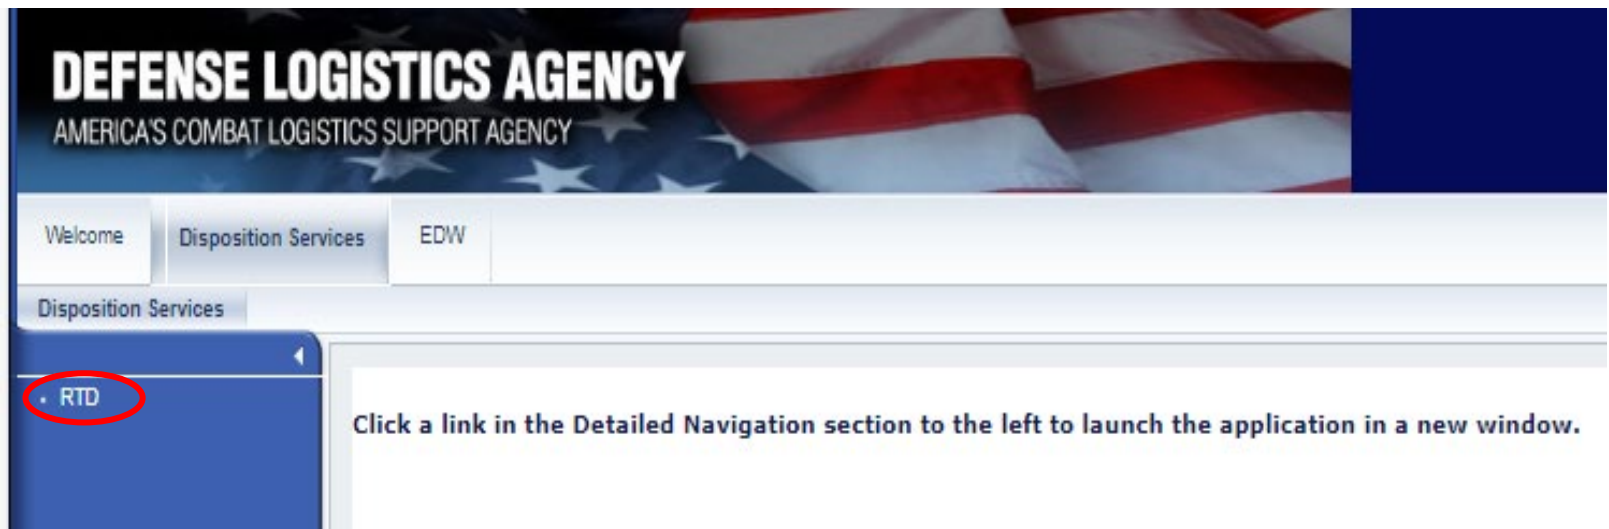 DEFENSE LOGISTICS AGENCY
AMERICA'S COMBAT LOGISTICS SUPPORT AGENCY
Welcome Disposition Services EDW
Disposition Services
• RTD
Click a link in the Detailed Navigation section to the left to launch the application in a new window.